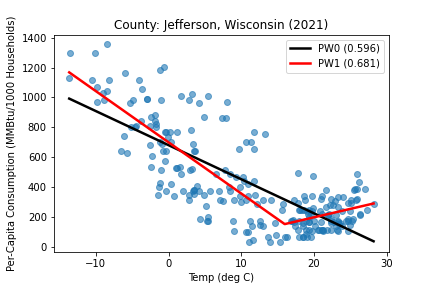 County: Jefferson, Wisconsin (2021)
Per-Capita Consumption (MMBtu/1000 Households)
1400
1200
1000
800
600
400
200
0
PW0 (0.596)
PW1 (0.681)
−10
0
10
20
30
Temp (deg C)